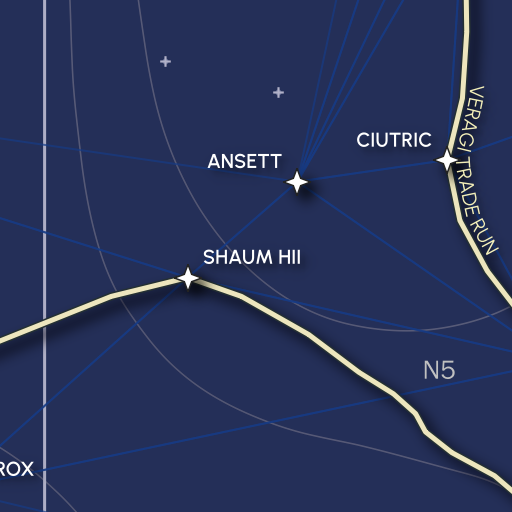 CIUTRIC
ANSETT
VERAGI TRADE RUN
SHAUM HII
N5
ROX